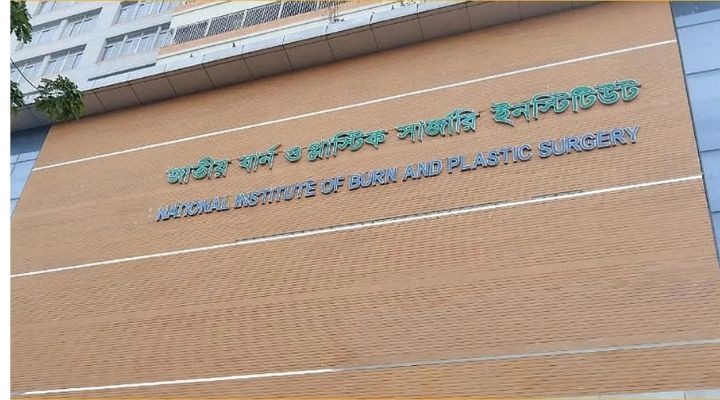 জাতীয় বার্ন ও প্লাস্টিক সার্জারি ইনস্টিটিউট
NATIONAL INSTITUTE OF BURN AND PLASTIC SURGERY